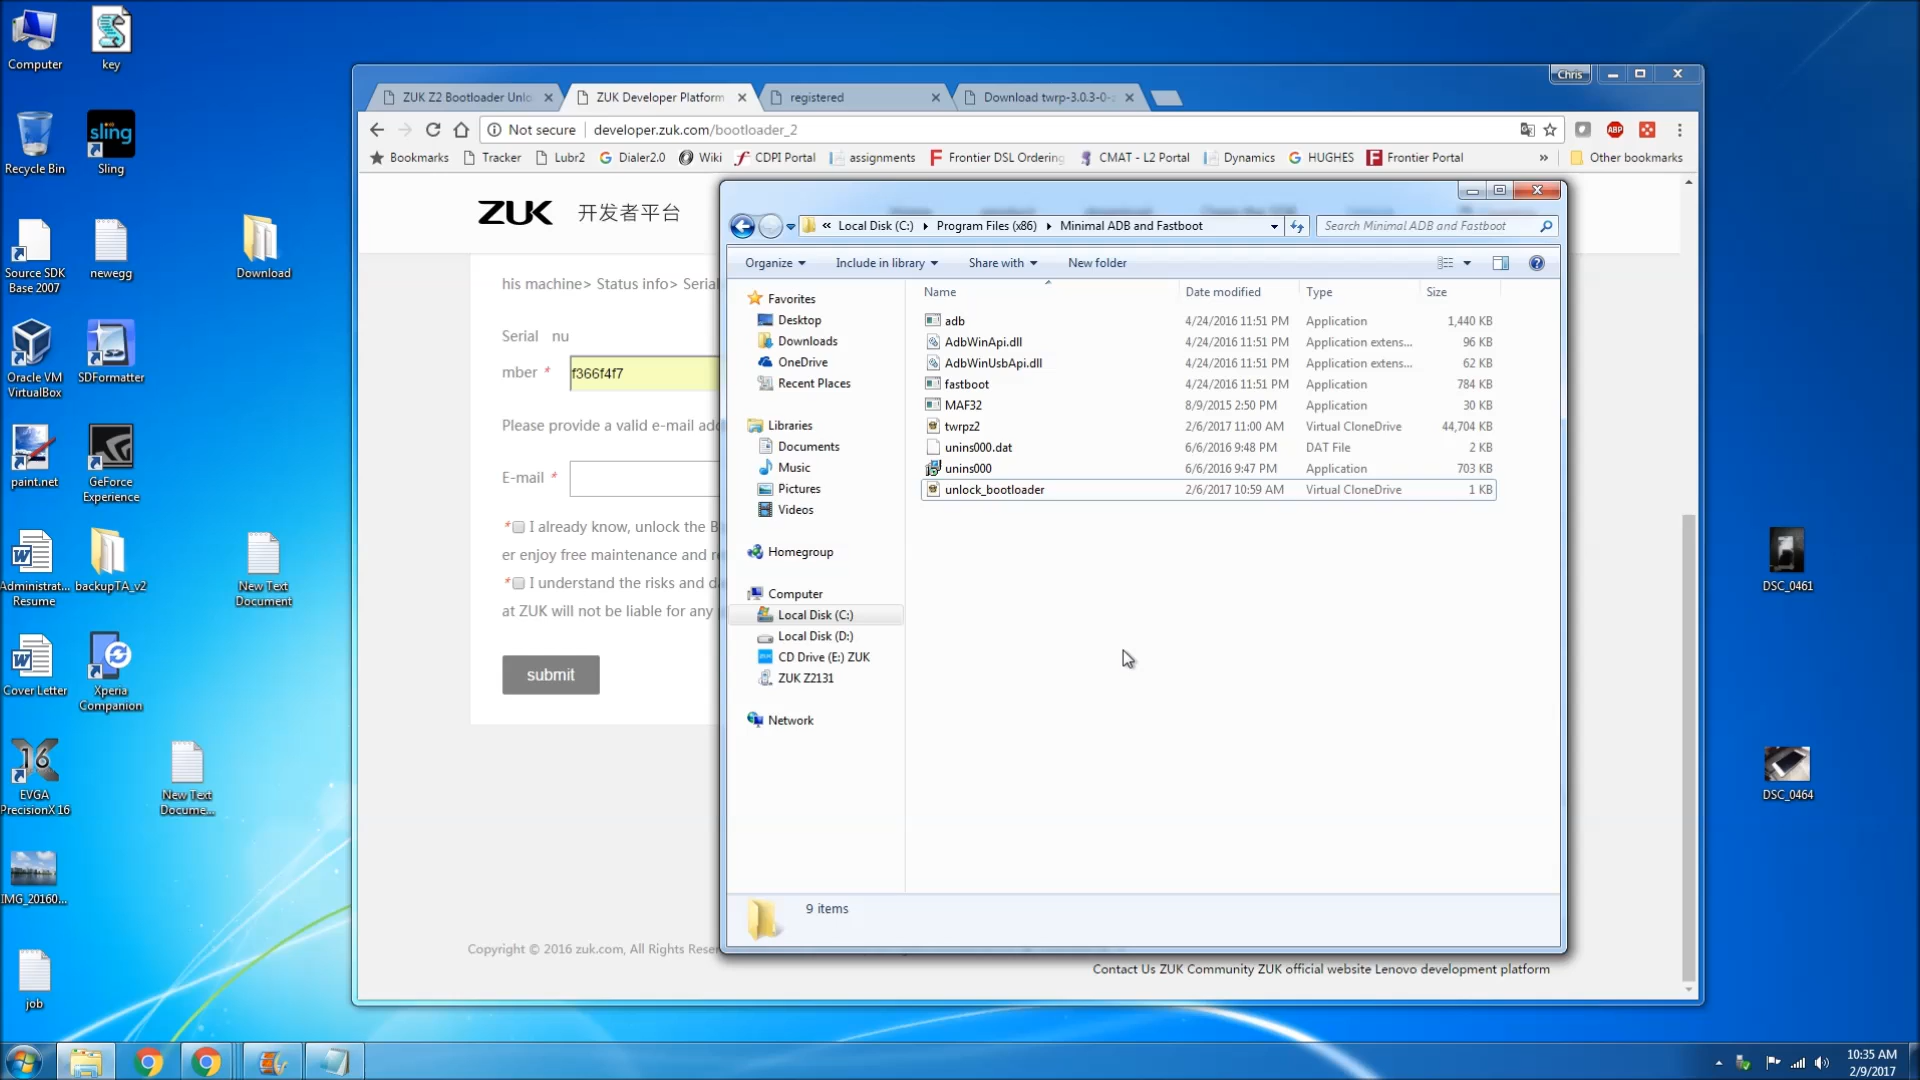 Computer
key
Recycle Bin
Sling
sling
Source SDK
Base 2007
newegg
Download
Oracle VM
VirtualBox
SDFormatter
paint.net
GeForce
Experience
Administrat...
Resume
backupTA_v2
New Text
Document
Cover Letter
Xperia
Companion
EVGA
PrecisionX 16
New Text
Docume...
IMG_20160...
job
DSC_0461
DSC_0464
Chris
ZUK Z2 Bootloader Unlo
ZUK Developer Platform
registered
Download twrp-3.0.3-0-
Not secure
developer.zuk.com/bootloader_2
ABP
Bookmarks
Tracker
Lubr2
Dialer2.0
Wiki
CDPI Portal
assignments
Frontier DSL Ordering
CMAT - L2 Portal
Dynamics
HUGHES
Frontier Portal
»
Other bookmarks
ZUK 开发者平台
his machine> Status info> Serial
Serial nu
mber *
f366f4f7
Please provide a valid e-mail add
E-mail *
* I already know, unlock the B
er enjoy free maintenance and re
* I understand the risks and da
at ZUK will not be liable for any
submit
Copyright © 2016 zuk.com, All Rights Reser
Contact Us ZUK Community ZUK official website Lenovo development platform
« Local Disk (C:) Program Files (x86) Minimal ADB and Fastboot
Search Minimal ADB and Fastboot
Organize Include in library Share with New folder
Favorites
Desktop
Downloads
OneDrive
Recent Places
Libraries
Documents
Music
Pictures
Videos
Homegroup
Computer
Local Disk (C:)
Local Disk (D:)
CD Drive (E:) ZUK
ZUK Z2131
Network
Name Date modified Type Size
adb 4/24/2016 11:51 PM Application 1,440 KB
AdbWinApi.dll 4/24/2016 11:51 PM Application extens... 96 KB
AdbWinUsbApi.dll 4/24/2016 11:51 PM Application extens... 62 KB
fastboot 4/24/2016 11:51 PM Application 784 KB
MAF32 8/9/2015 2:50 PM Application 30 KB
twrpz2 2/6/2017 11:00 AM Virtual CloneDrive 44,704 KB
unins000.dat 6/6/2016 9:48 PM DAT File 2 KB
unins000 6/6/2016 9:47 PM Application 703 KB
unlock_bootloader 2/6/2017 10:59 AM Virtual CloneDrive 1 KB
9 items
10:35 AM
2/9/2017